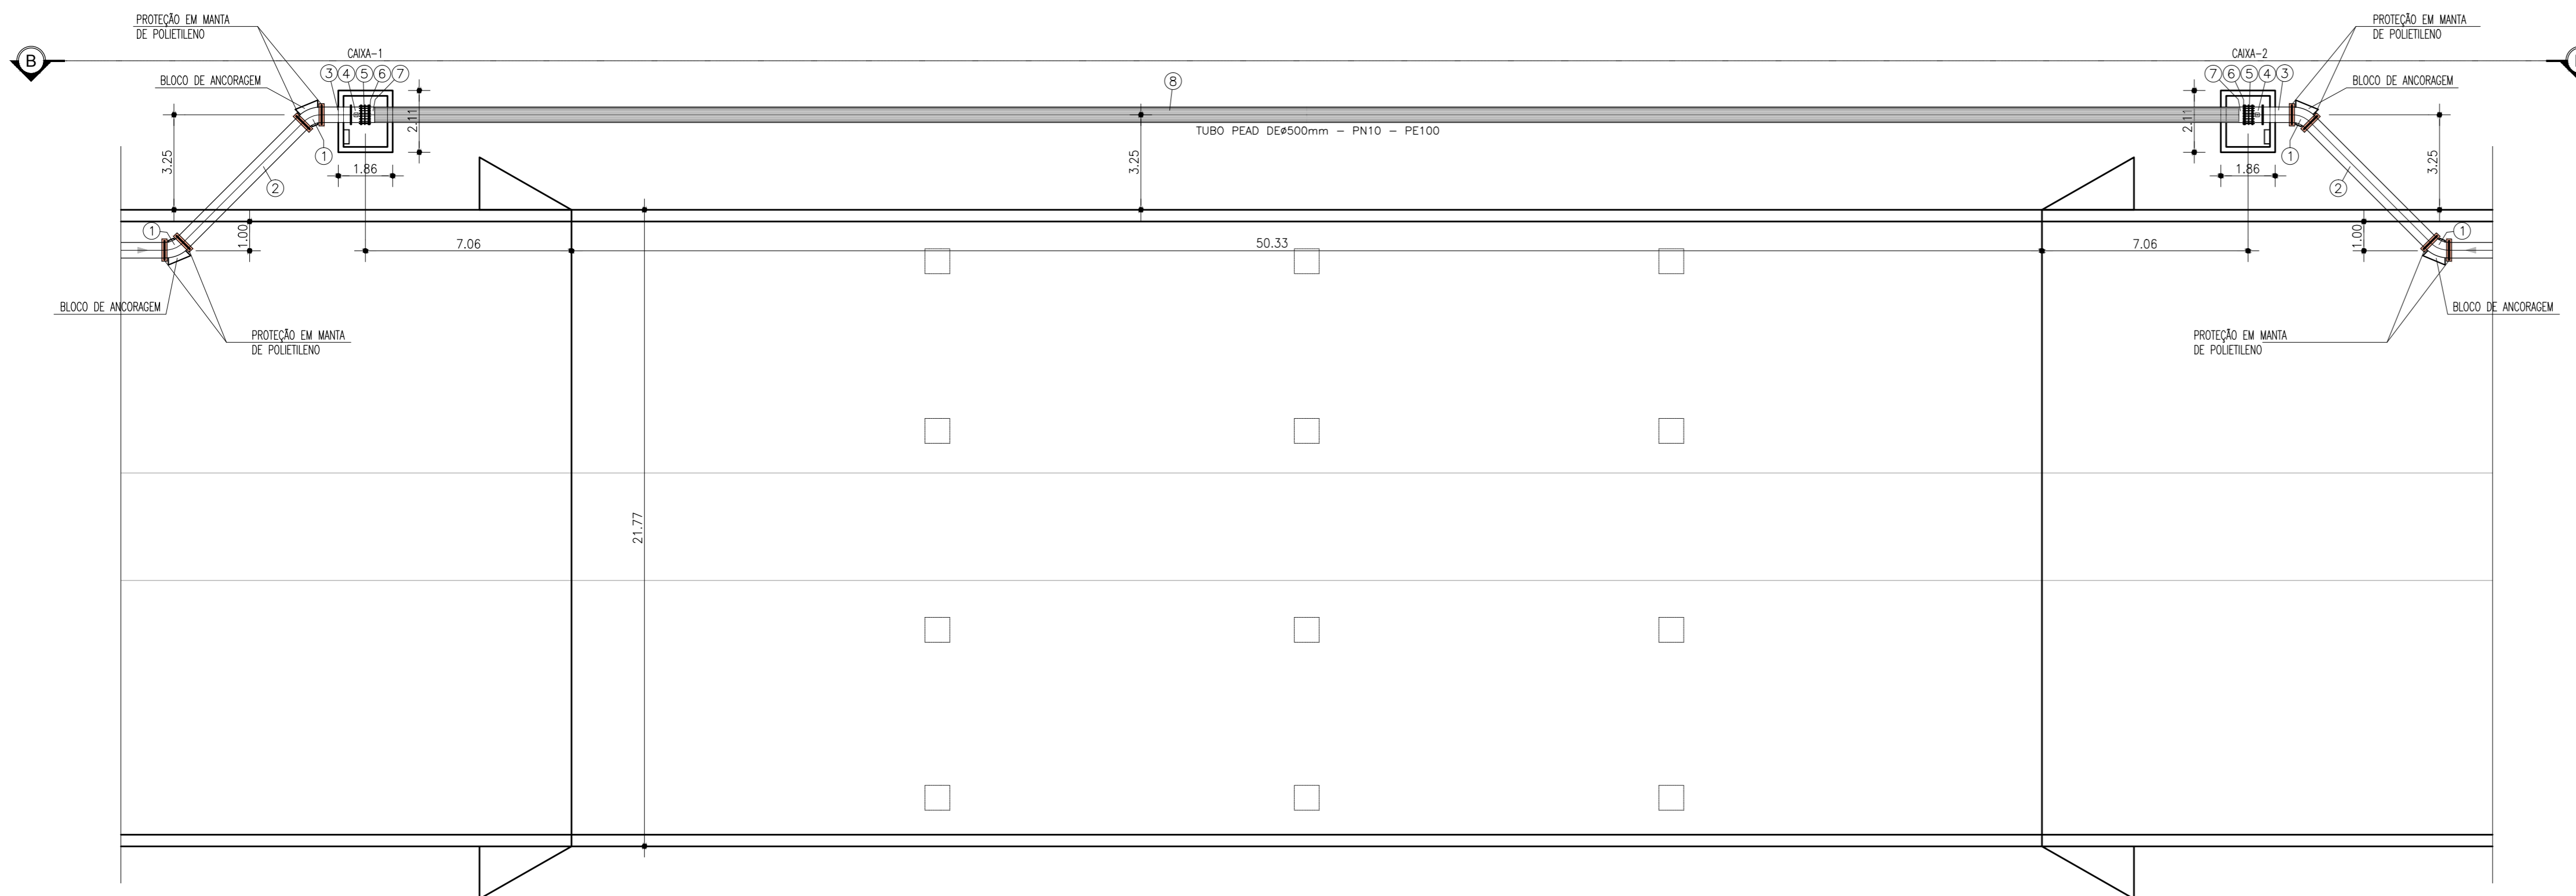 PROTEÇÃO EM MANTA
DE POLIETILENO
PROTEÇÃO EM MANTA
DE POLIETILENO
B
CAIXA-1
CAIXA-2
BLOCO DE ANCORAGEM
3 4 5 6 7
8
7 6 5 4 3
BLOCO DE ANCORAGEM
2.11
TUBO PEAD DEø500mm - PN10 - PE100
2.11
3.25
1
1.86
3.25
1.86
1
3.25
2
2
1
1.00
7.06
50.33
7.06
1.00
1
BLOCO DE ANCORAGEM
BLOCO DE ANCORAGEM
PROTEÇÃO EM MANTA
DE POLIETILENO
PROTEÇÃO EM MANTA
DE POLIETILENO
21.77